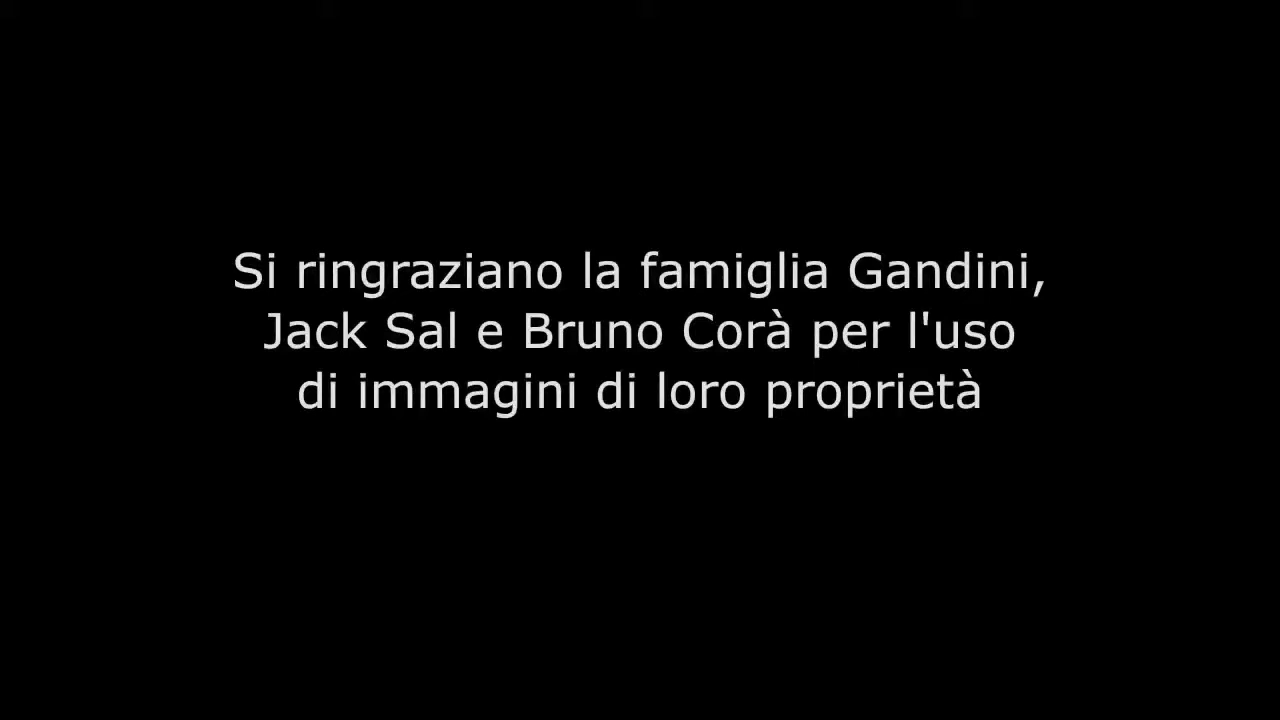 Si ringraziano la famiglia Gandini,
Jack Sal e Bruno Corà per l'uso
di immagini di loro proprietà